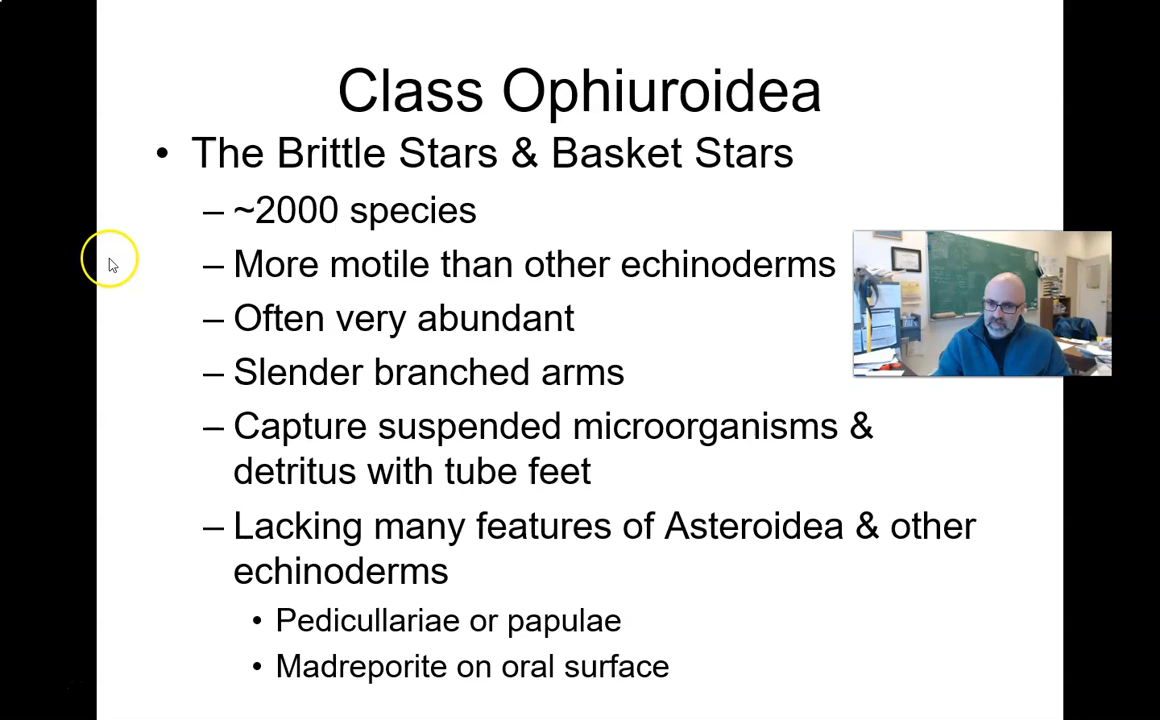 Class Ophiuroidea
• The Brittle Stars & Basket Stars
– ~2000 species
– More motile than other echinoderms
– Often very abundant
– Slender branched arms
– Capture suspended microorganisms &
detritus with tube feet
– Lacking many features of Asteroidea & other
echinoderms
• Pedicullariae or papulae
• Madreporite on oral surface